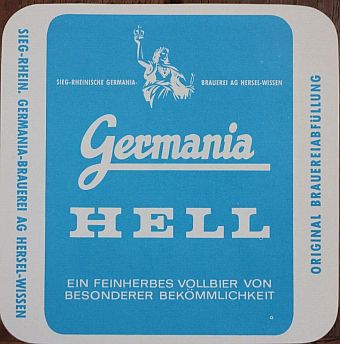 SIEG-RHEINISCHE GERMANIA- BRAUEREI AG HERSEL-WISSEN
Germania
HELL
EIN FEINHERBES VOLLBIER VON
BESONDERER BEKÖMMLICHKEIT
SIEG-RHEIN. GERMANIA-BRAUEREI AG HERSEL-WISSEN
ORIGINAL BRAUEREIABFÜLLUNG